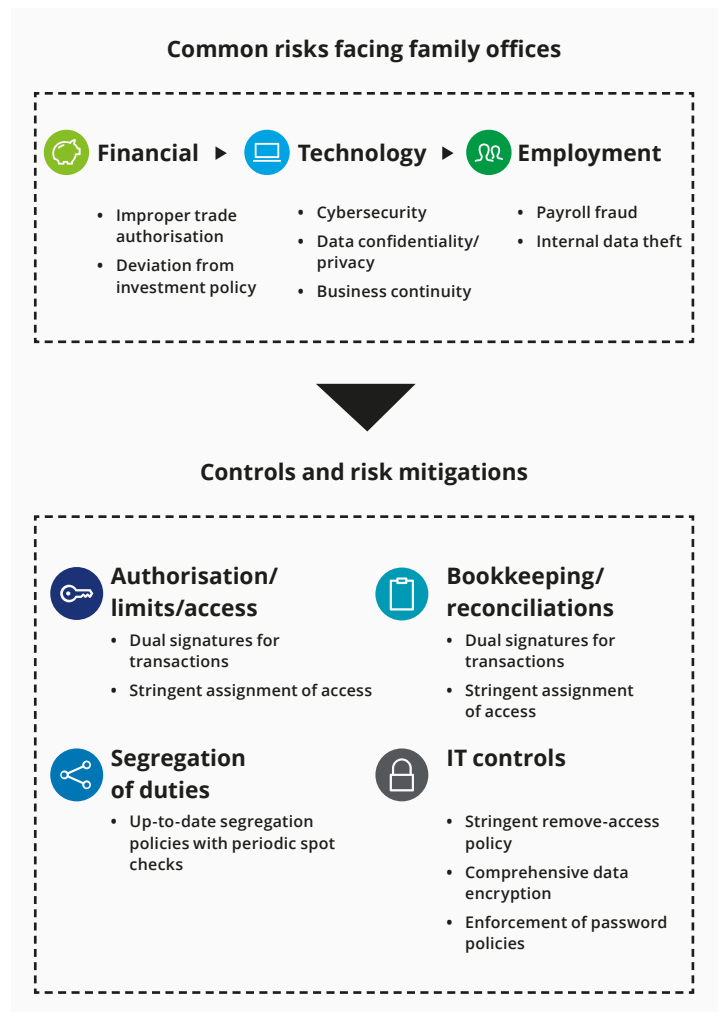 Common risks facing family offices
Financial
Technology
Employment
• Improper trade
authorisation
• Deviation from
investment policy
• Cybersecurity
• Data confidentiality/
privacy
• Business continuity
• Payroll fraud
• Internal data theft
Controls and risk mitigations
Authorisation/
limits/access
• Dual signatures for
transactions
• Stringent assignment of access
Bookkeeping/
reconciliations
• Dual signatures for
transactions
• Stringent assignment
of access
Segregation
of duties
• Up-to-date segregation
policies with periodic spot
checks
IT controls
• Stringent remove-access
policy
• Comprehensive data
encryption
• Enforcement of password
policies